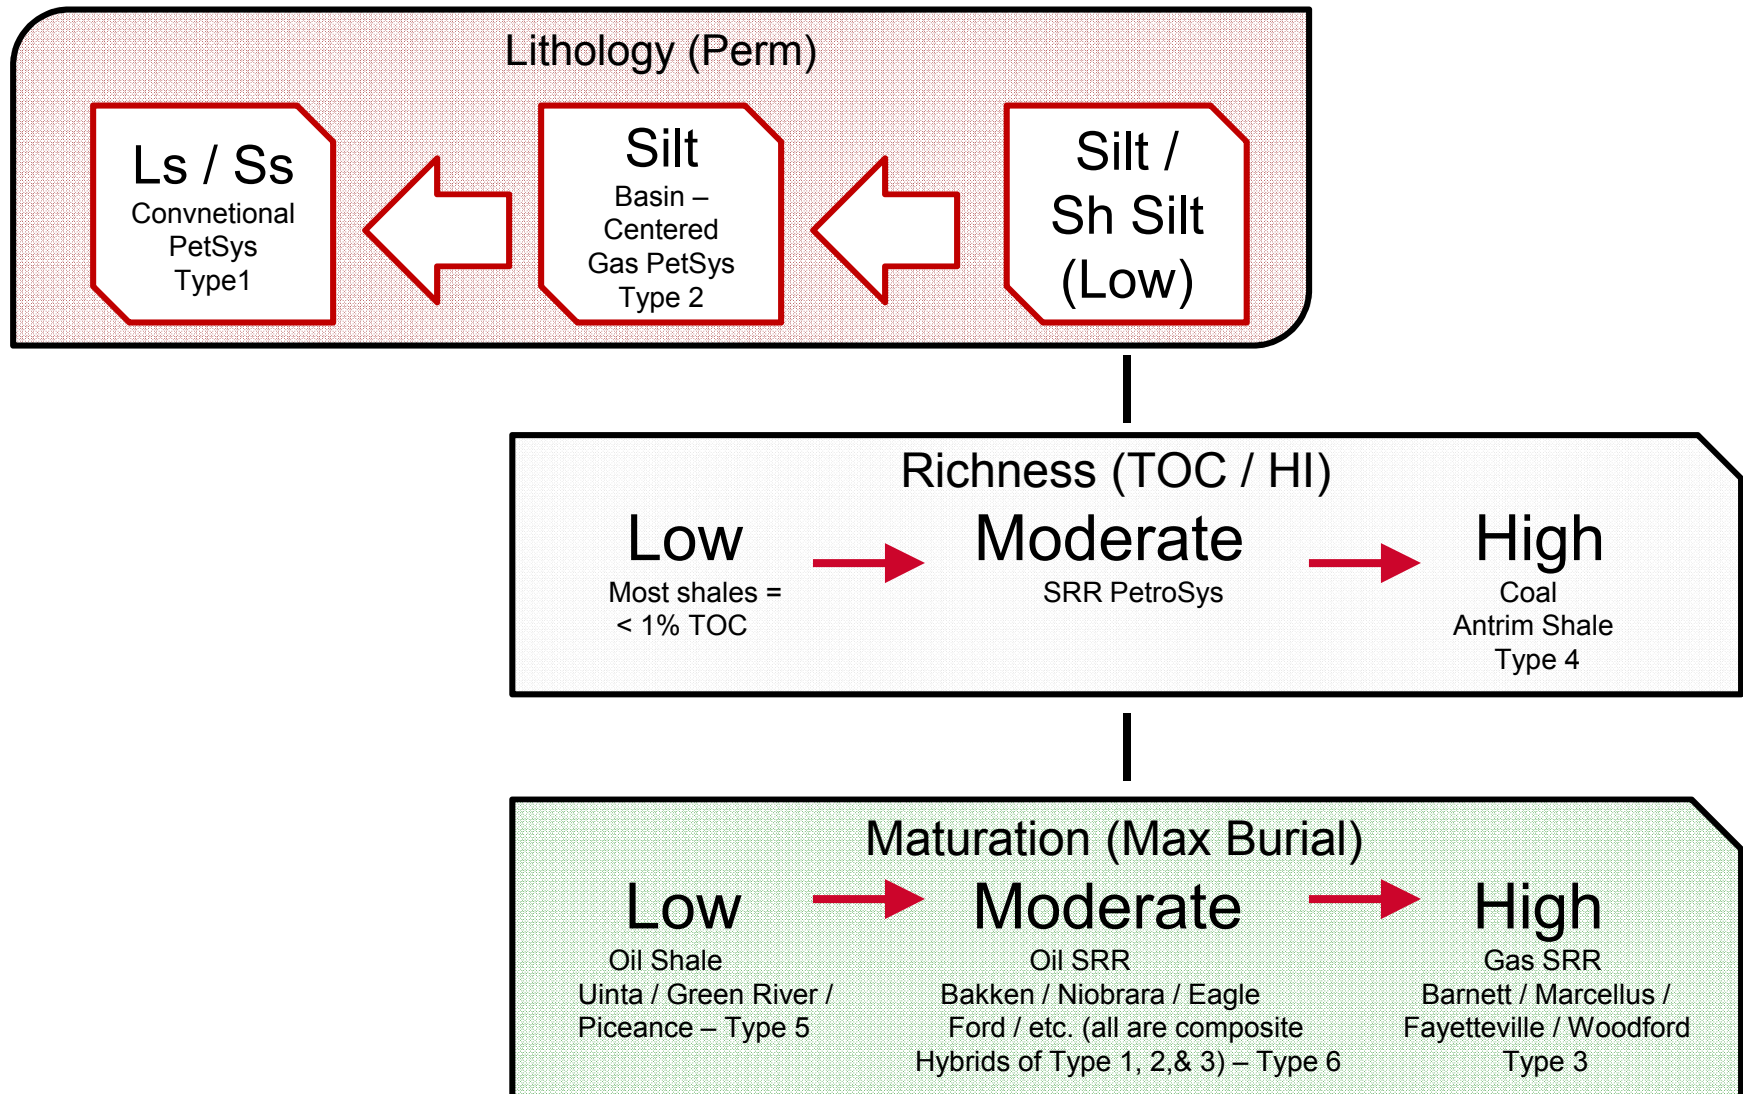 Lithology (Perm)
Ls / Ss
Convnetional
PetSys
Type1
Silt
Basin –
Centered
Gas PetSys
Type 2
Silt /
Sh Silt
(Low)
Richness (TOC / HI)
Low
Most shales =
< 1% TOC
Moderate
SRR PetroSys
High
Coal
Antrim Shale
Type 4
Maturation (Max Burial)
Low
Oil Shale
Uinta / Green River /
Piceance – Type 5
Moderate
Oil SRR
Bakken / Niobrara / Eagle
Ford / etc. (all are composite
Hybrids of Type 1, 2,& 3) – Type 6
High
Gas SRR
Barnett / Marcellus /
Fayetteville / Woodford
Type 3